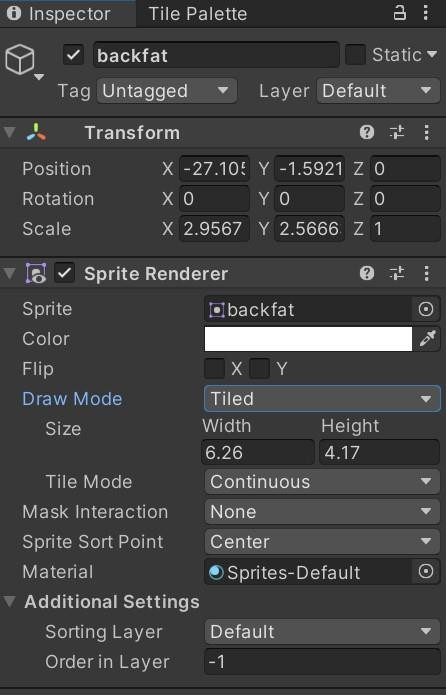 Inspector Tile Palette
backfat Static
Tag Untagged Layer Default
Transform
Position X -27.105 Y -1.5921 Z 0
Rotation X 0 Y 0 Z 0
Scale X 2.9567 Y 2.5666 Z 1
Sprite Renderer
Sprite backfat
Color
Flip X Y
Draw Mode Tiled
Size Width Height
6.26 4.17
Tile Mode Continuous
Mask Interaction None
Sprite Sort Point Center
Material Sprites-Default
Additional Settings
Sorting Layer Default
Order in Layer -1